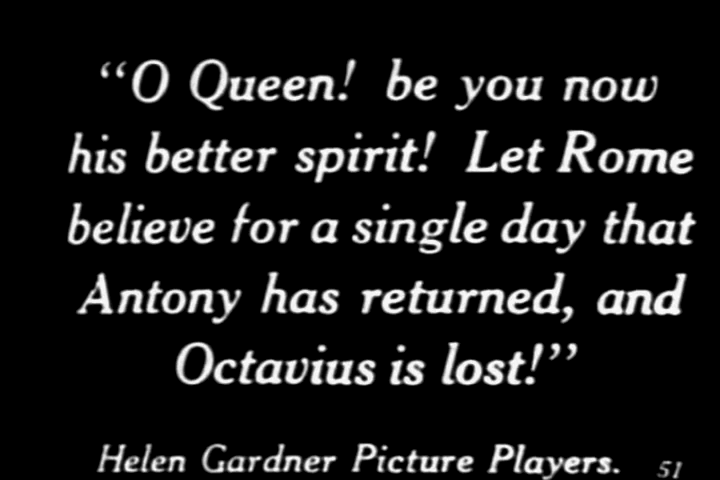 “O Queen! be you now
his better spirit! Let Rome
believe for a single day that
Antony has returned, and
Octavius is lost!”
Helen Gardner Picture Players. 51